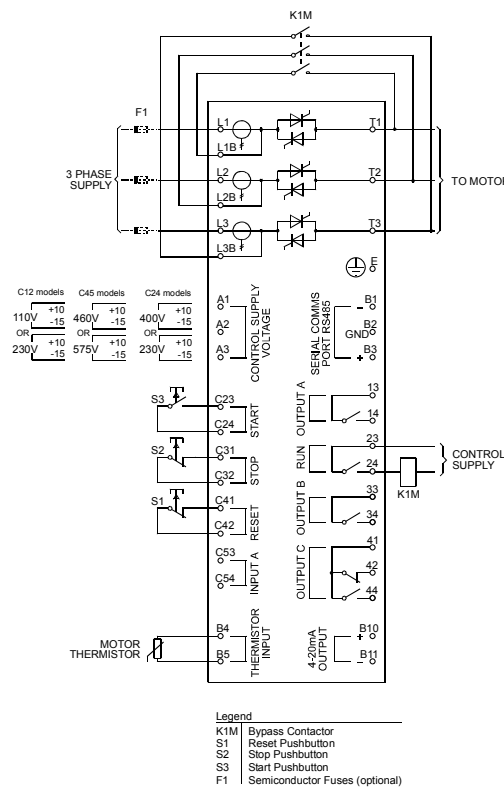 K1M
F1
L1
T1
L1B
3 PHASE
SUPPLY
L2
T2
L2B
TO MOTOR
L3
T3
L3B
E
C12 models
C45 models
C24 models
110V +10 -15
460V +10 -15
400V +10 -15
OR
OR
OR
230V +10 -15
575V +10 -15
230V +10 -15
A1
A2
A3
CONTROL SUPPLY
VOLTAGE
SERIAL COMMS
PORT RS485
- B1
GND B2
+ B3
S3
C23
C24
START
OUTPUT A
13
14
S2
C31
C32
STOP
RUN
23
24
CONTROL
SUPPLY
K1M
S1
C41
C42
RESET
OUTPUT B
33
34
C53
C54
INPUT A
OUTPUT C
41
42
44
MOTOR
THERMISTOR
B4
B5
THERMISTOR
INPUT
4-20mA
OUTPUT
+ B10
- B11
Legend
K1M Bypass Contactor
S1 Reset Pushbutton
S2 Stop Pushbutton
S3 Start Pushbutton
F1 Semiconductor Fuses (optional)